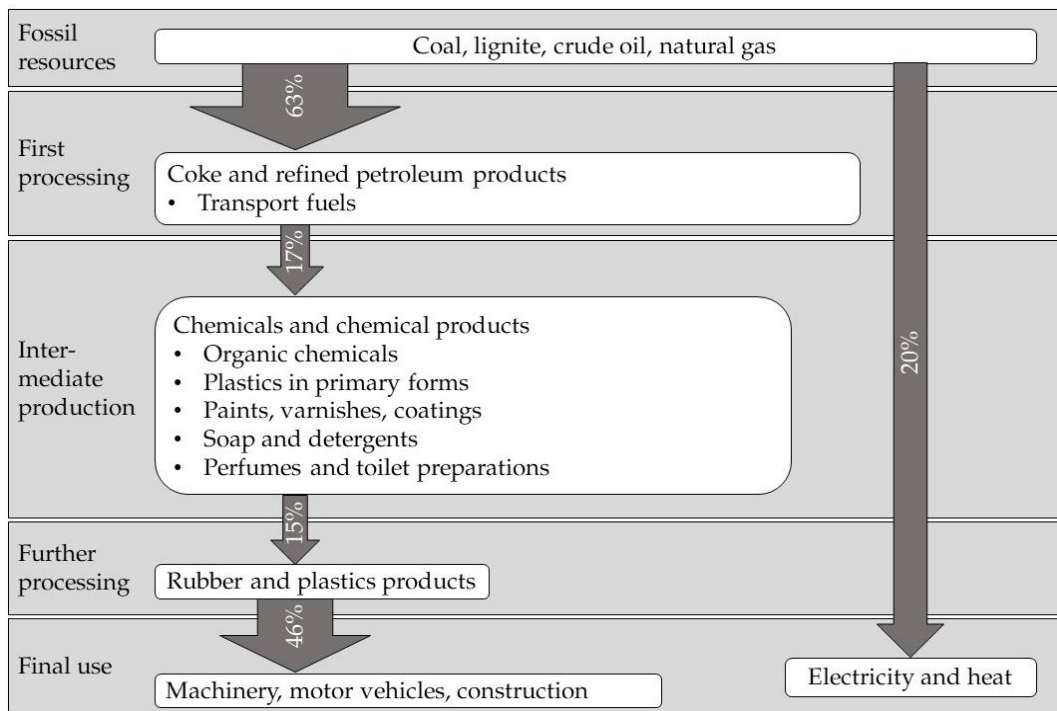 Fossil
resources
Coal, lignite, crude oil, natural gas
63%
First
processing
Coke and refined petroleum products
• Transport fuels
17%
Inter-
mediate
production
Chemicals and chemical products
• Organic chemicals
• Plastics in primary forms
• Paints, varnishes, coatings
• Soap and detergents
• Perfumes and toilet preparations
20%
15%
Further
processing
Rubber and plastics products
46%
Final use
Machinery, motor vehicles, construction
Electricity and heat